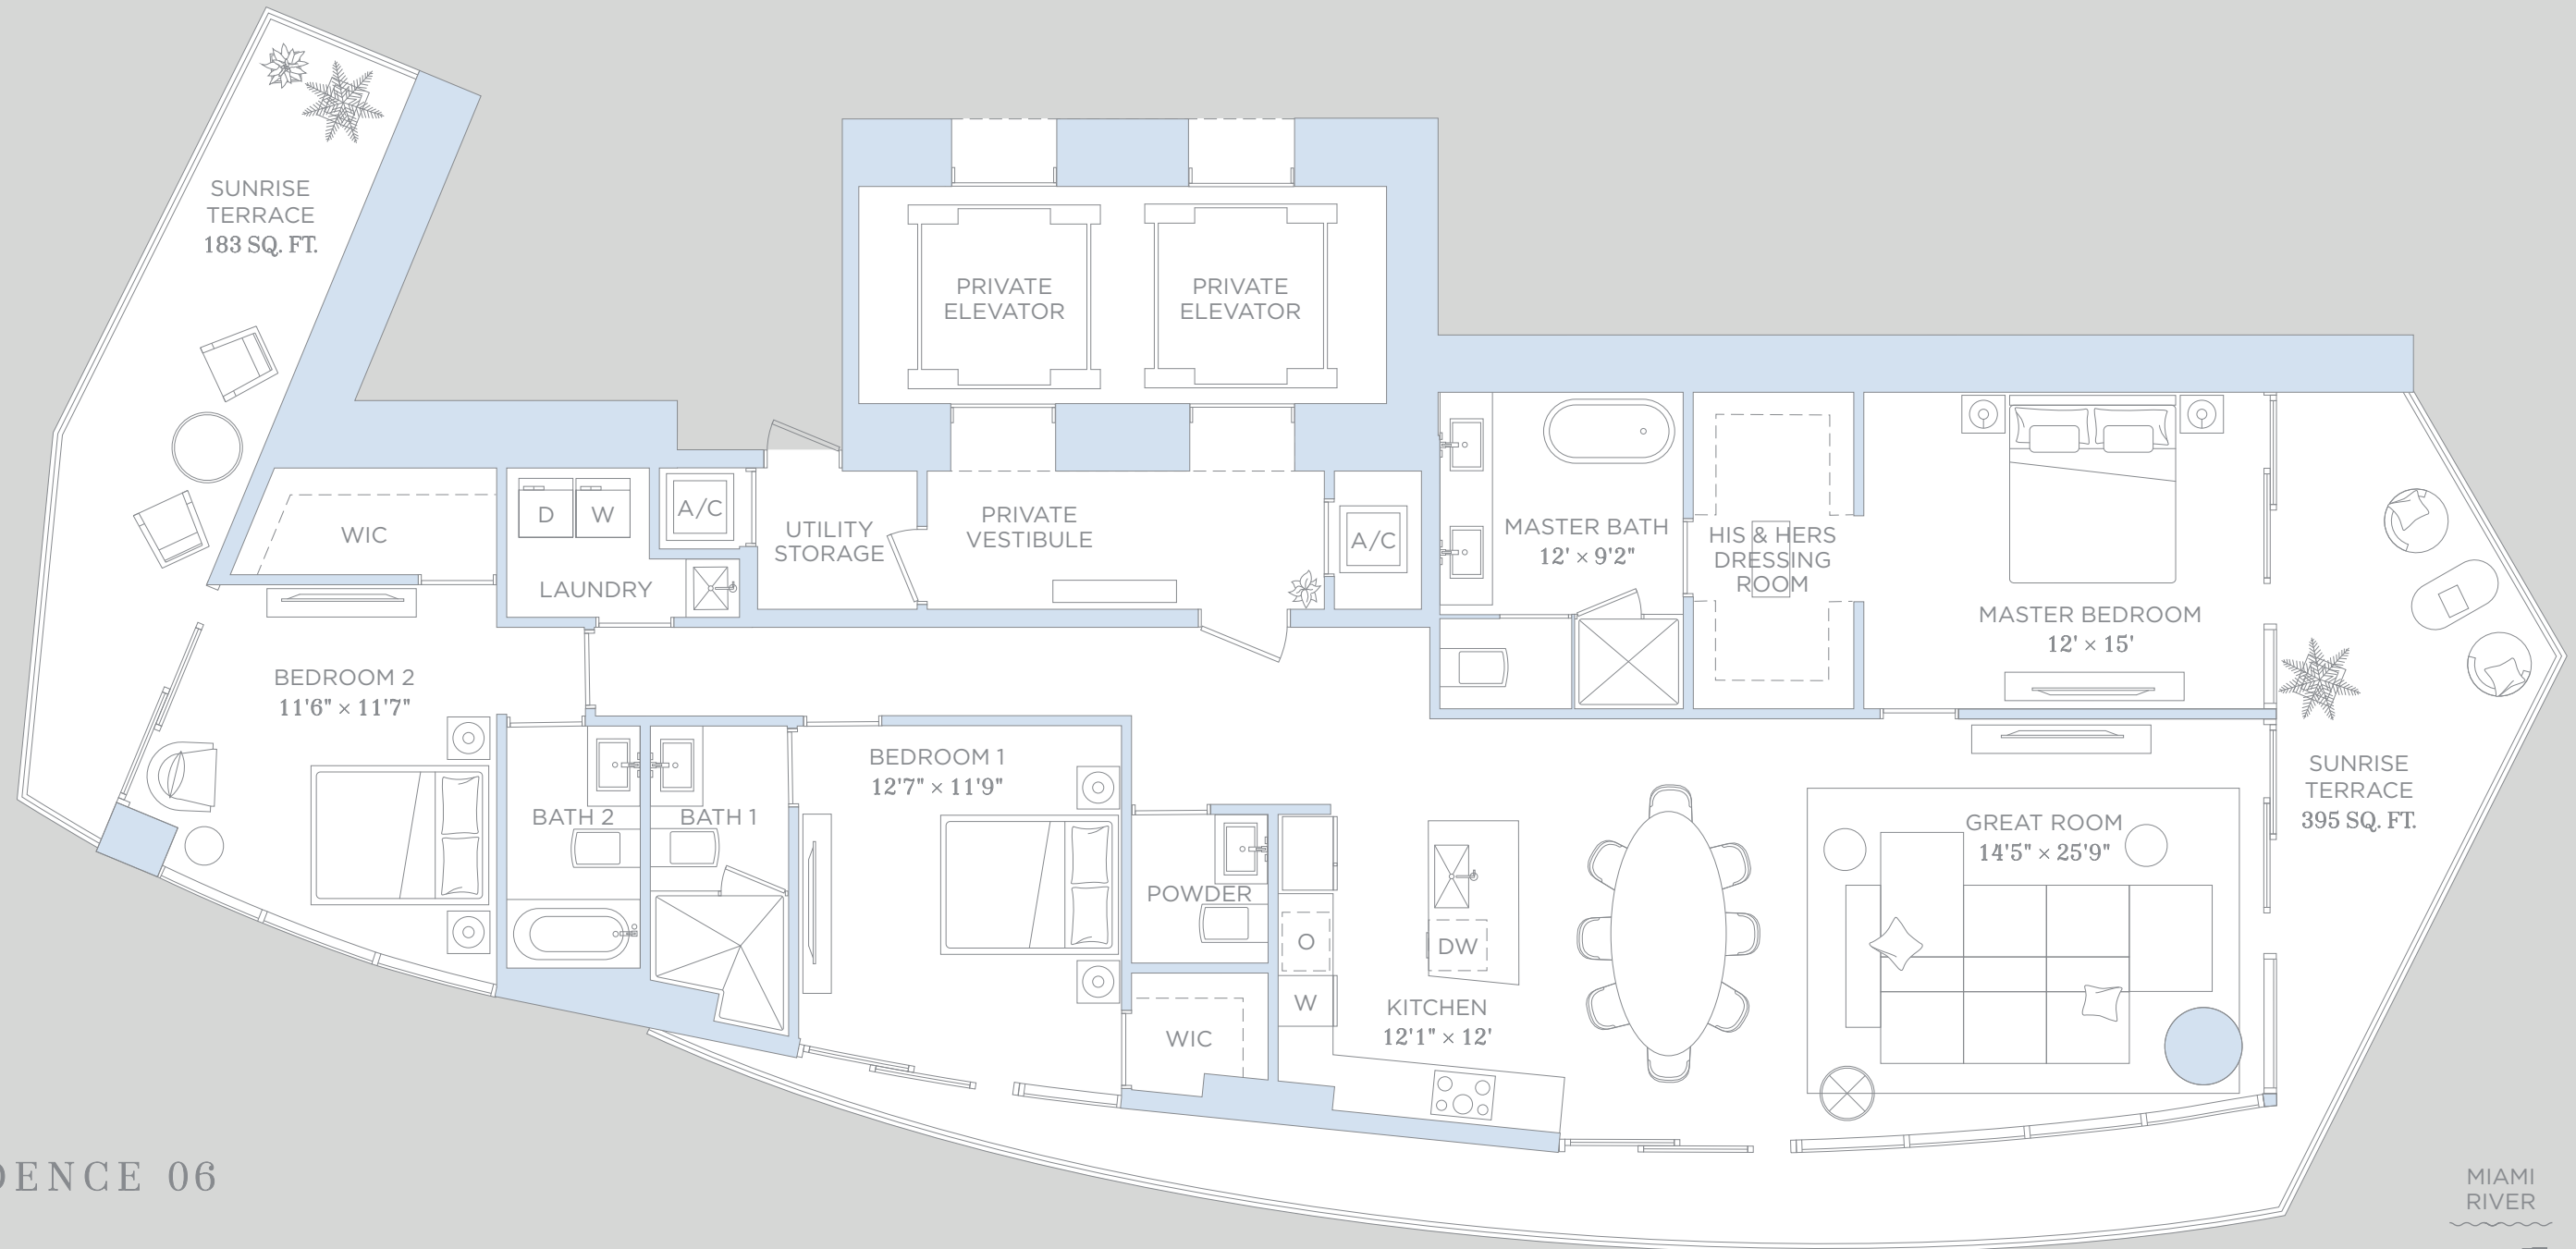 SUNRISE
TERRACE
183 SQ. FT.
PRIVATE
ELEVATOR
PRIVATE
ELEVATOR
WIC
D
W
A/C
LAUNDRY
UTILITY
STORAGE
PRIVATE
VESTIBULE
A/C
MASTER BATH
12' × 9'2"
HIS & HERS
DRESSING
ROOM
MASTER BEDROOM
12' × 15'
BEDROOM 2
11'6" × 11'7"
BATH 2
BATH 1
BEDROOM 1
12'7" × 11'9"
POWDER
WIC
O
W
DW
KITCHEN
12'1" × 12'
GREAT ROOM
14'5" × 25'9"
SUNRISE
TERRACE
395 SQ. FT.
DENCE 06
MIAMI
RIVER